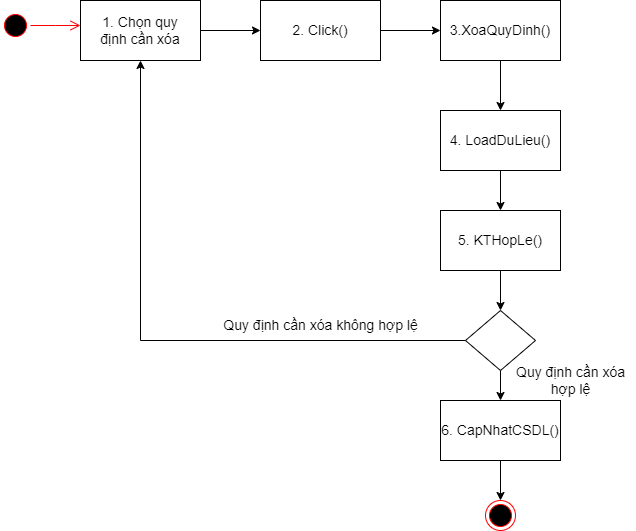 1. Chọn quy
định cần xóa
2. Click()
3.XoaQuyDinh()
4. LoadDuLieu()
5. KTHopLe()
Quy định cần xóa không hợp lệ
Quy định cần xóa
hợp lệ
6. CapNhatCSDL()